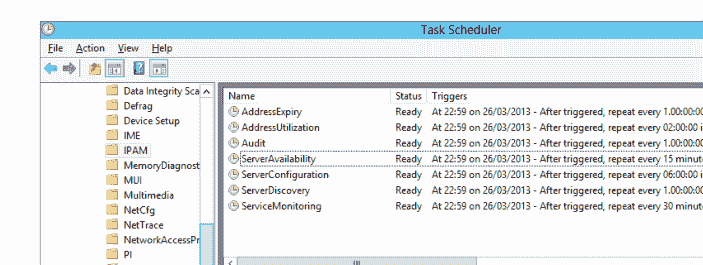 Task Scheduler
File Action View Help
Data Integrity Sca
Defrag
Device Setup
IME
IPAM
MemoryDiagnost
MUI
Multimedia
NetCfg
NetTrace
NetworkAccessPr
PI
Name Status Triggers
AddressExpiry Ready At 22:59 on 26/03/2013 - After triggered, repeat every 1.00:00:00
AddressUtilization Ready At 22:59 on 26/03/2013 - After triggered, repeat every 02:00:00 i
Audit Ready At 22:59 on 26/03/2013 - After triggered, repeat every 1.00:00:00
ServerAvailability Ready At 22:59 on 26/03/2013 - After triggered, repeat every 15 minute
ServerConfiguration Ready At 22:59 on 26/03/2013 - After triggered, repeat every 06:00:00 i
ServerDiscovery Ready At 22:59 on 26/03/2013 - After triggered, repeat every 1.00:00:00
ServiceMonitoring Ready At 22:59 on 26/03/2013 - After triggered, repeat every 30 minute